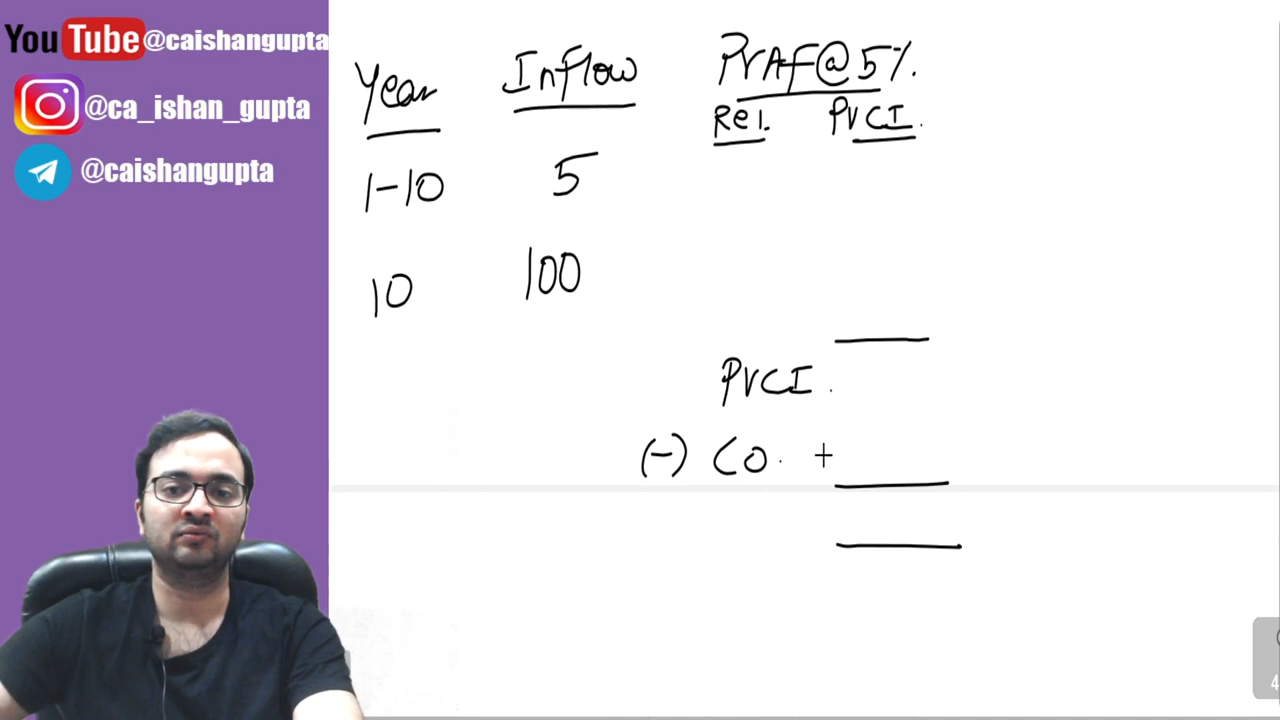 YouTube @caishangupta
@ca_ishan_gupta
@caishangupta
Year Inflow PVAF@5%.
Rel. PVCI.
1-10 5
10 100
PVCI.
(-) CO.